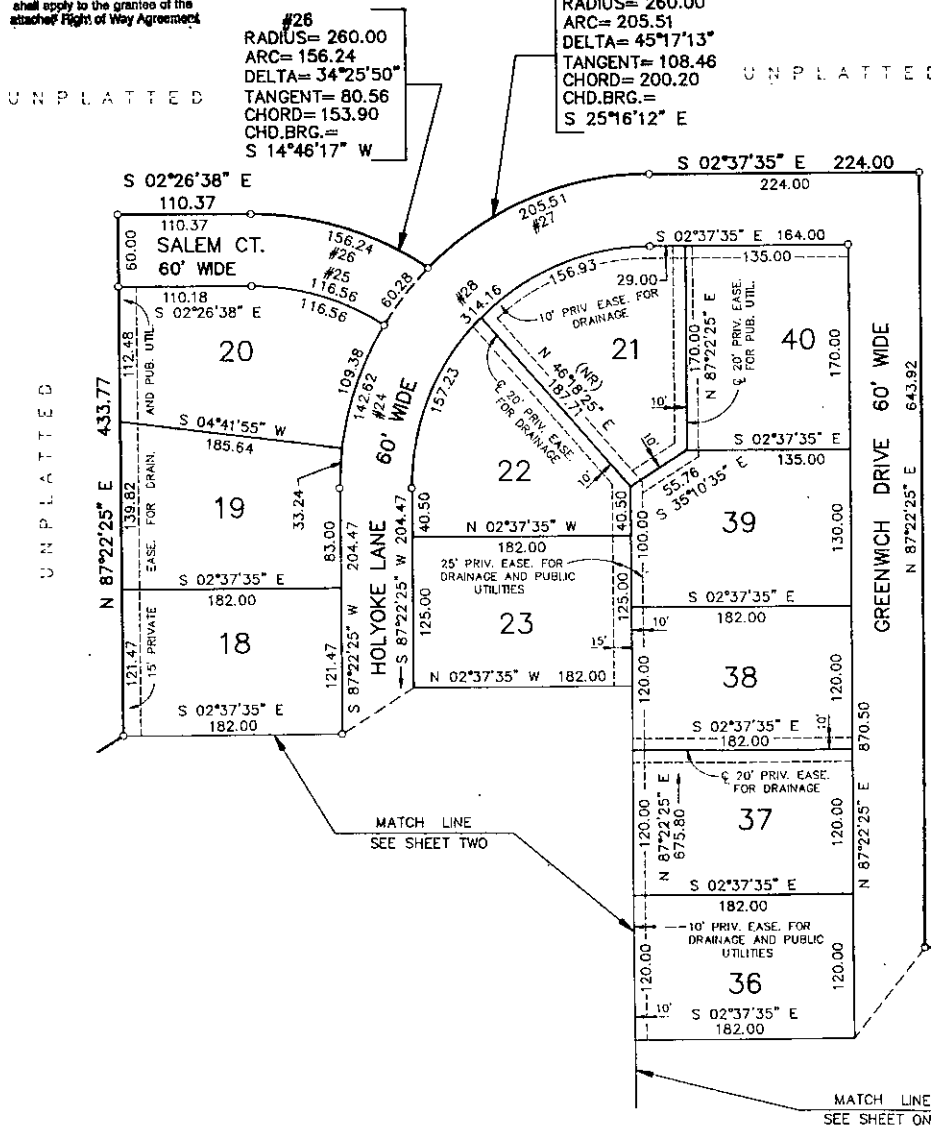 shall apply to the grantee of the
attached Right of Way Agreement
#26
RADIUS= 260.00
ARC= 156.24
DELTA= 34°25'50"
TANGENT= 80.56
CHORD= 153.90
CHD.BRG.=
S 14°46'17" W
RADIUS= 260.00
ARC= 205.51
DELTA= 45°17'13"
TANGENT= 108.46
CHORD= 200.20
CHD.BRG.=
S 25°16'12" E
UNPLATTED
UNPLATTED
S 02°26'38" E
110.37
110.37
SALEM CT.
60' WIDE
60.00
156.24
#26
#25
116.56
116.56
110.18
S 02°26'38" E
60.28
205.51
#27
S 02°37'35" E 224.00
224.00
S 02°37'35" E 164.00
135.00
29.00
156.93
#28
314.16
157.23
10' PRIV EASE. FOR
DRAINAGE
N 46°18'25" E
(NR)
187.71
₵ 20' PRIV. EASE.
FOR DRAINAGE
21
170.00
N 87°22'25" E
₵ 20' PRIV. EASE.
FOR PUB. UTIL.
10'
40
170.00
20
112.48
AND PUB. UTIL
109.38
142.62
#24
60' WIDE
UNPLATTED
N 87°22'25" E 433.77
S 04°41'55" W
185.64
139.82
EASE. FOR DRAIN.
19
33.24
83.00
204.47
S 02°37'35" E
182.00
121.47
15' PRIVATE
18
121.47
S 87°22'25" W
S 02°37'35" E
182.00
HOLYOKE LANE
S 87°22'25" W 204.47
40.50
22
10'
10'
55.76
S 35°10'35" E
40.50
N 02°37'35" W
182.00
25' PRIV. EASE. FOR
DRAINAGE AND PUBLIC
UTILITIES
125.00
23
125.00
15'
N 02°37'35" W 182.00
S 02°37'35" E
135.00
39
100.00
130.00
S 02°37'35" E
182.00
10'
38
120.00
120.00
S 02°37'35" E
182.00
10'
₵ 20' PRIV. EASE.
FOR DRAINAGE
37
120.00
N 87°22'25" E
675.80
120.00
S 02°37'35" E
182.00
10' PRIV. EASE. FOR
DRAINAGE AND PUBLIC
UTILITIES
36
120.00
120.00
10'
S 02°37'35" E
182.00
GREENWICH DRIVE 60' WIDE
N 87°22'25" E 643.92
N 87°22'25" E 870.50
MATCH LINE
SEE SHEET TWO
MATCH LINE
SEE SHEET ON